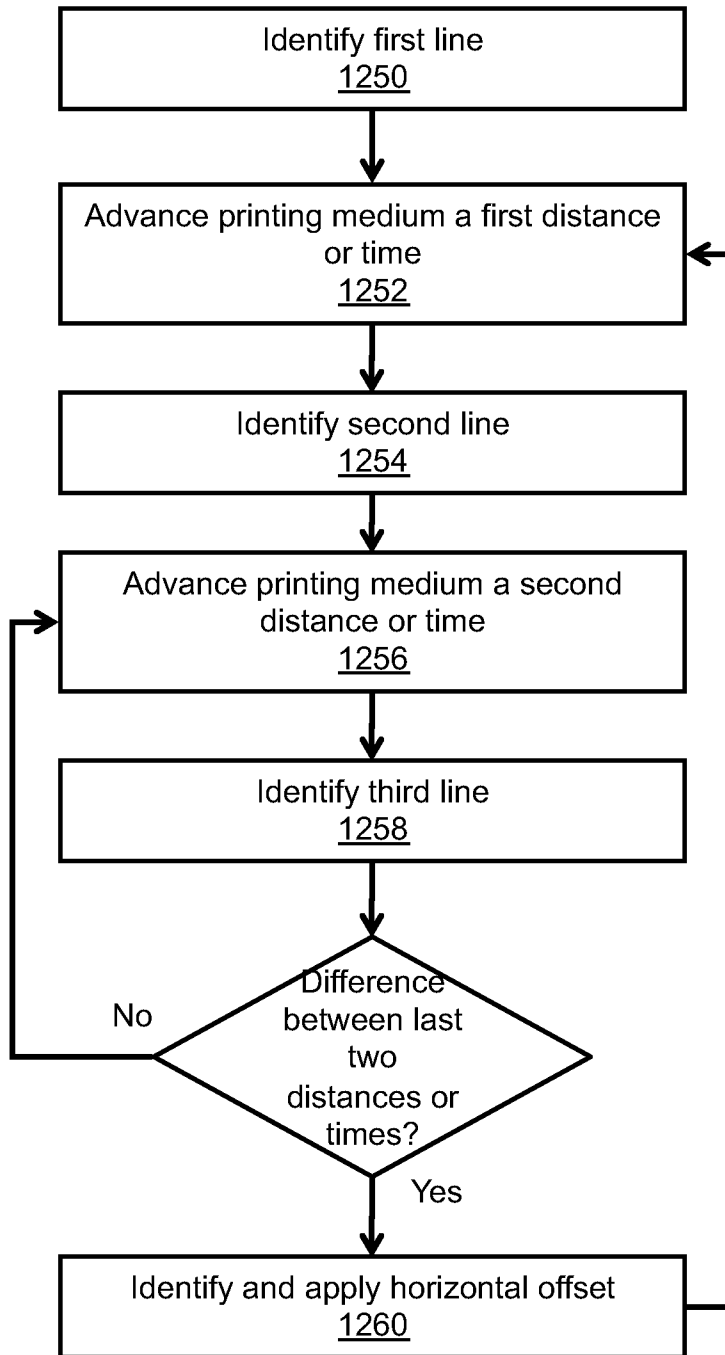 Identify first line
1250
Advance printing medium a first distance
or time
1252
Identify second line
1254
Advance printing medium a second
distance or time
1256
Identify third line
1258
Difference
between last
two
distances or
times?
No
Yes
Identify and apply horizontal offset
1260